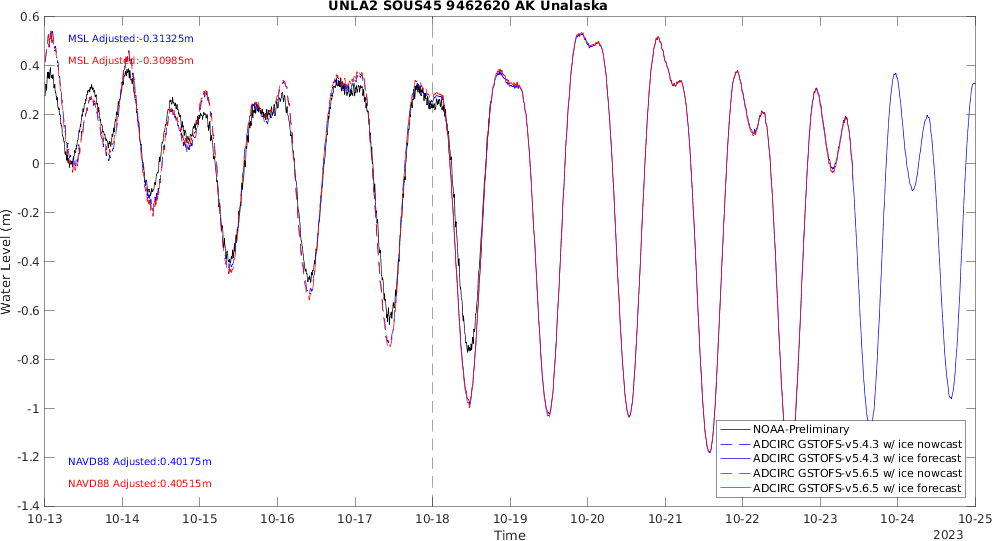 UNLA2 SOUS45 9462620 AK Unalaska
MSL Adjusted:-0.31325m
MSL Adjusted:-0.30985m
NAVD88 Adjusted:0.40175m
NAVD88 Adjusted:0.40515m
Water Level (m)
0.6
0.4
0.2
0
-0.2
-0.4
-0.6
-0.8
-1
-1.2
-1.4
NOAA-Preliminary
ADCIRC GSTOFS-v5.4.3 w/ ice nowcast
ADCIRC GSTOFS-v5.4.3 w/ ice forecast
ADCIRC GSTOFS-v5.6.5 w/ ice nowcast
ADCIRC GSTOFS-v5.6.5 w/ ice forecast
10-13 10-14 10-15 10-16 10-17 10-18 10-19 10-20 10-21 10-22 10-23 10-24 10-25
Time
2023